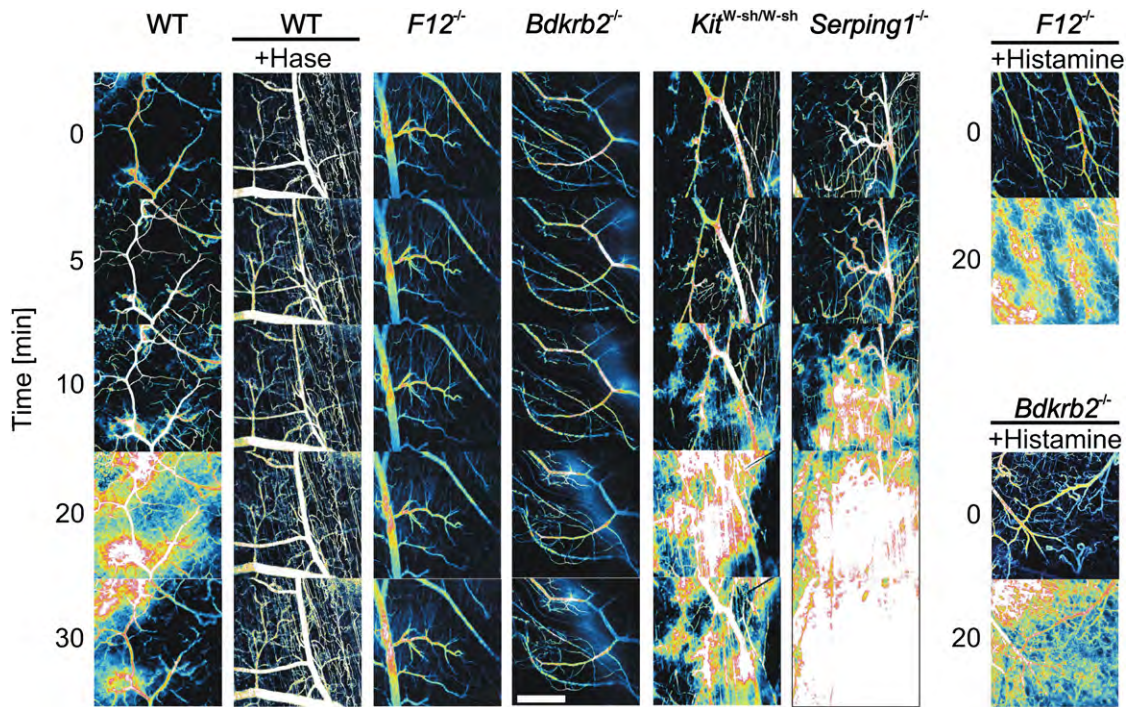 WT
WT
+Hase
F12-/-
Bdkrb2-/-
KitW-sh/W-sh
Serping1-/-
F12-/-
+Histamine
Time [min]
0
5
10
20
30
0
20
Bdkrb2-/-
+Histamine
0
20